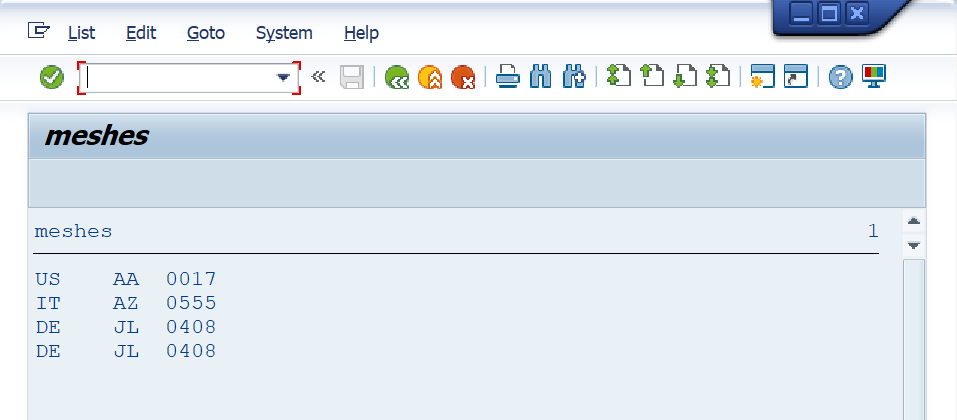 List Edit Goto System Help
meshes
meshes 1
US AA 0017
IT AZ 0555
DE JL 0408
DE JL 0408